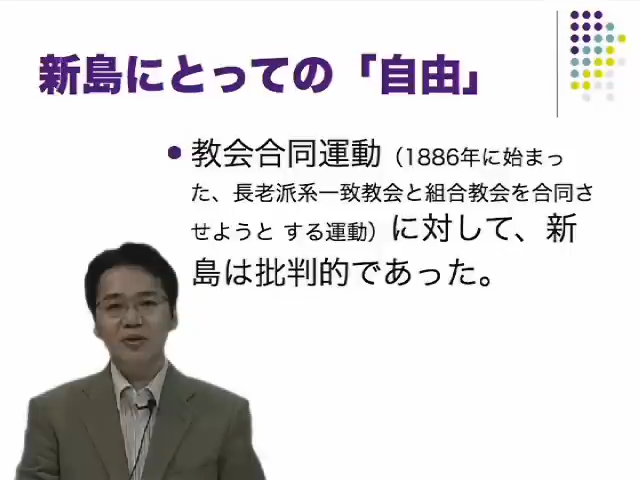 新島にとっての「自由」
教会合同運動（1886年に始まっ
た、長老派系一致教会と組合教会を合同さ
せようと する運動）に対して、新
島は批判的であった。